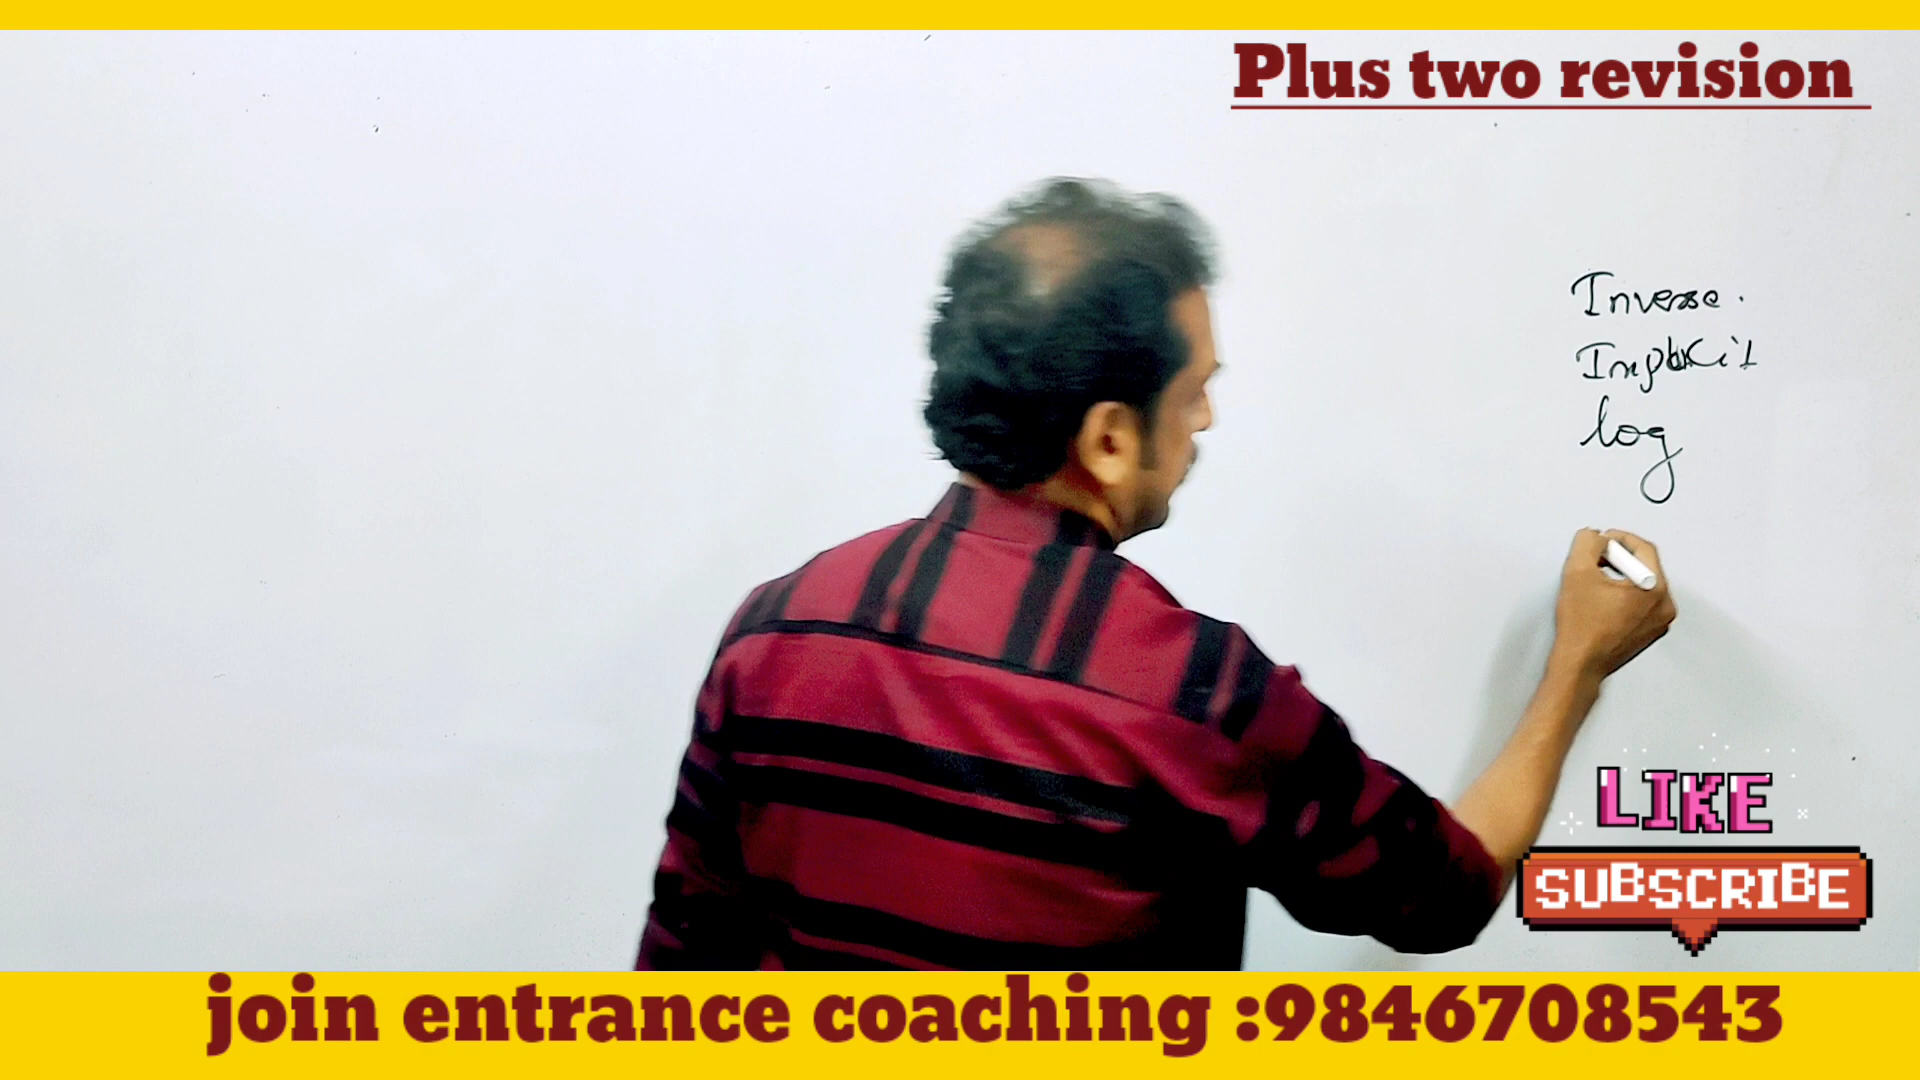 Plus two revision
Inverse.
Implicit
log
LIKE
SUBSCRIBE
join entrance coaching :9846708543